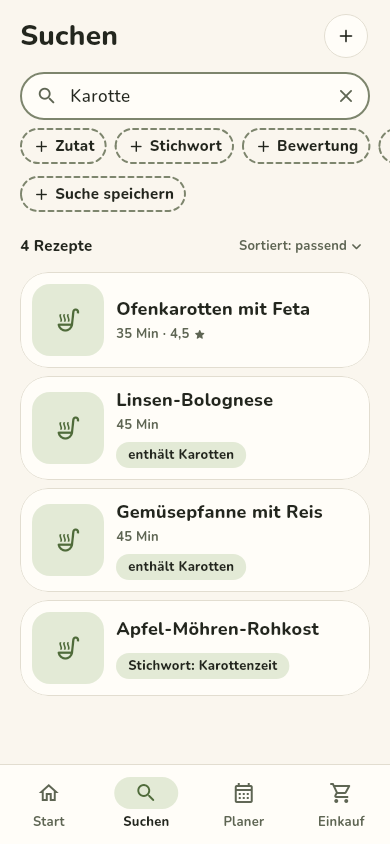 Suchen
Karotte
Zutat
Stichwort
Bewertung
Suche speichern
4 Rezepte
Sortiert: passend
Ofenkarotten mit Feta
35 Min · 4,5 ★
Linsen-Bolognese
45 Min
enthält Karotten
Gemüsepfanne mit Reis
45 Min
enthält Karotten
Apfel-Möhren-Rohkost
Stichwort: Karottenzeit
Start
Suchen
Planer
Einkauf